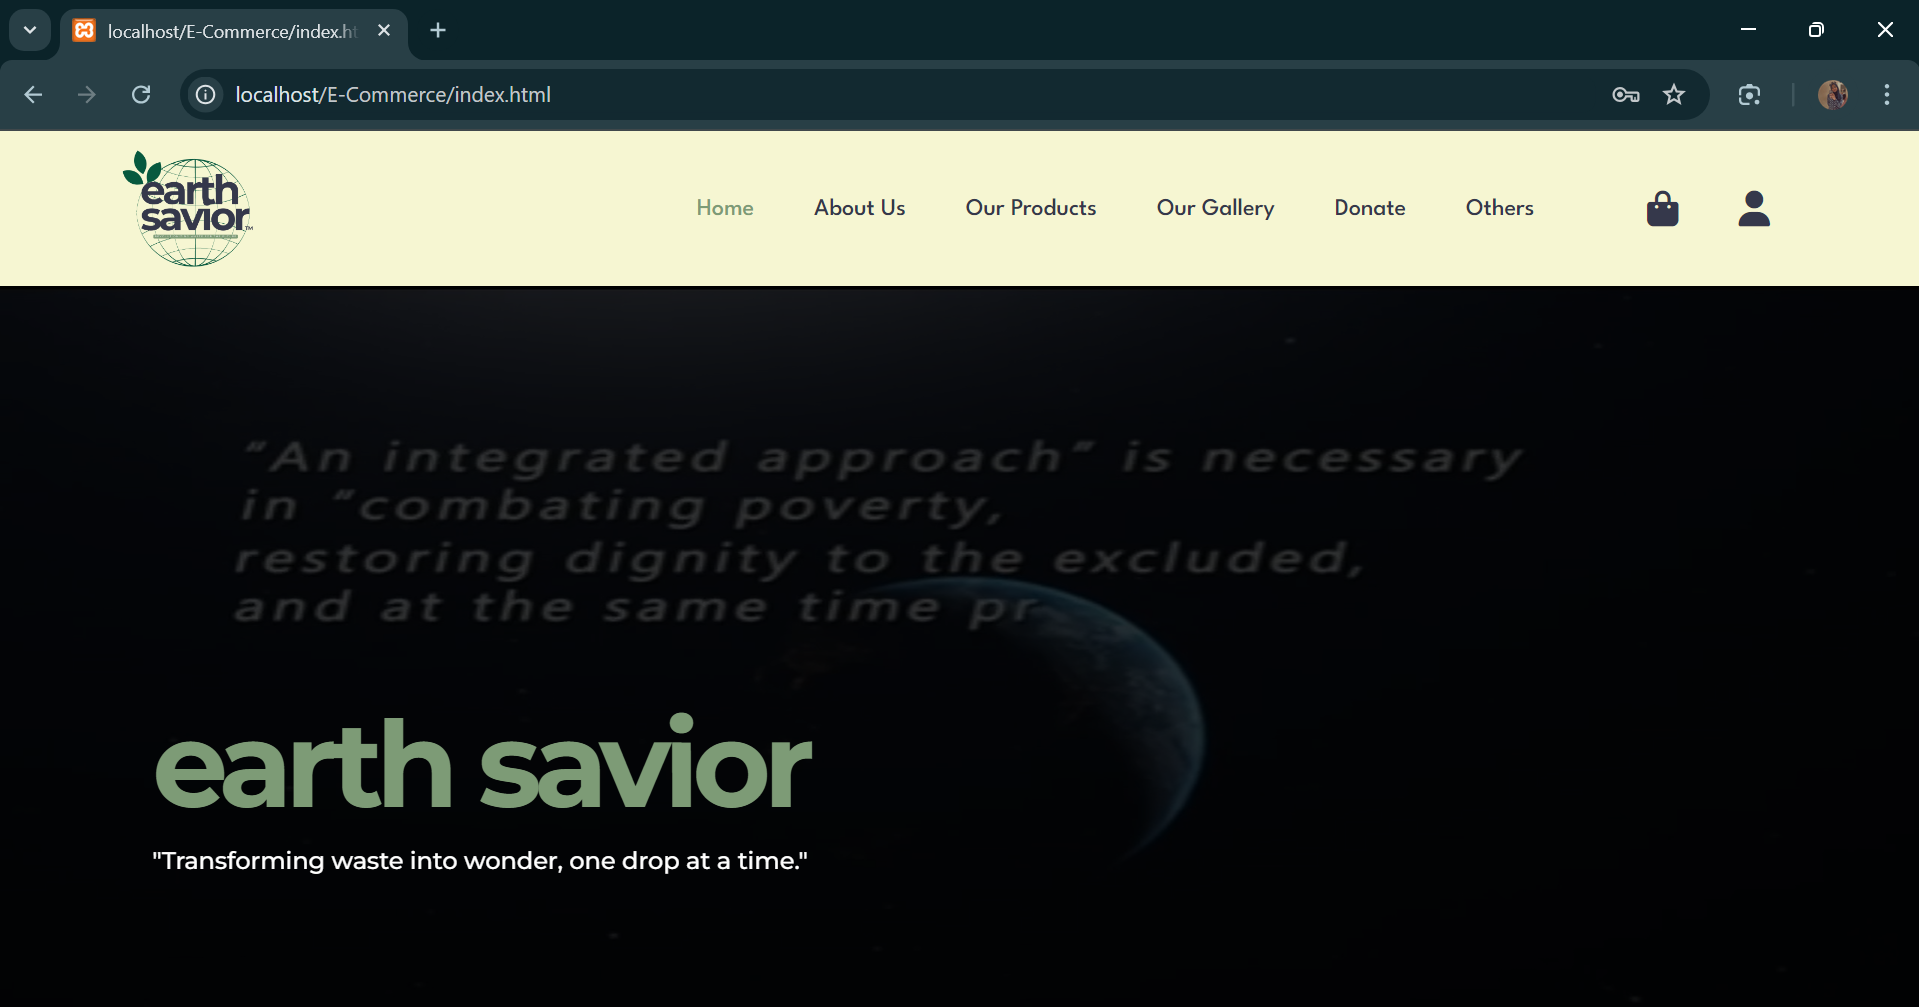 localhost/E-Commerce/index.ht
localhost/E-Commerce/index.html
earth
savior™
Home
About Us
Our Products
Our Gallery
Donate
Others
"An integrated approach" is necessary
in "combating poverty,
restoring dignity to the excluded,
and at the same time pr
earth savior
"Transforming waste into wonder, one drop at a time."